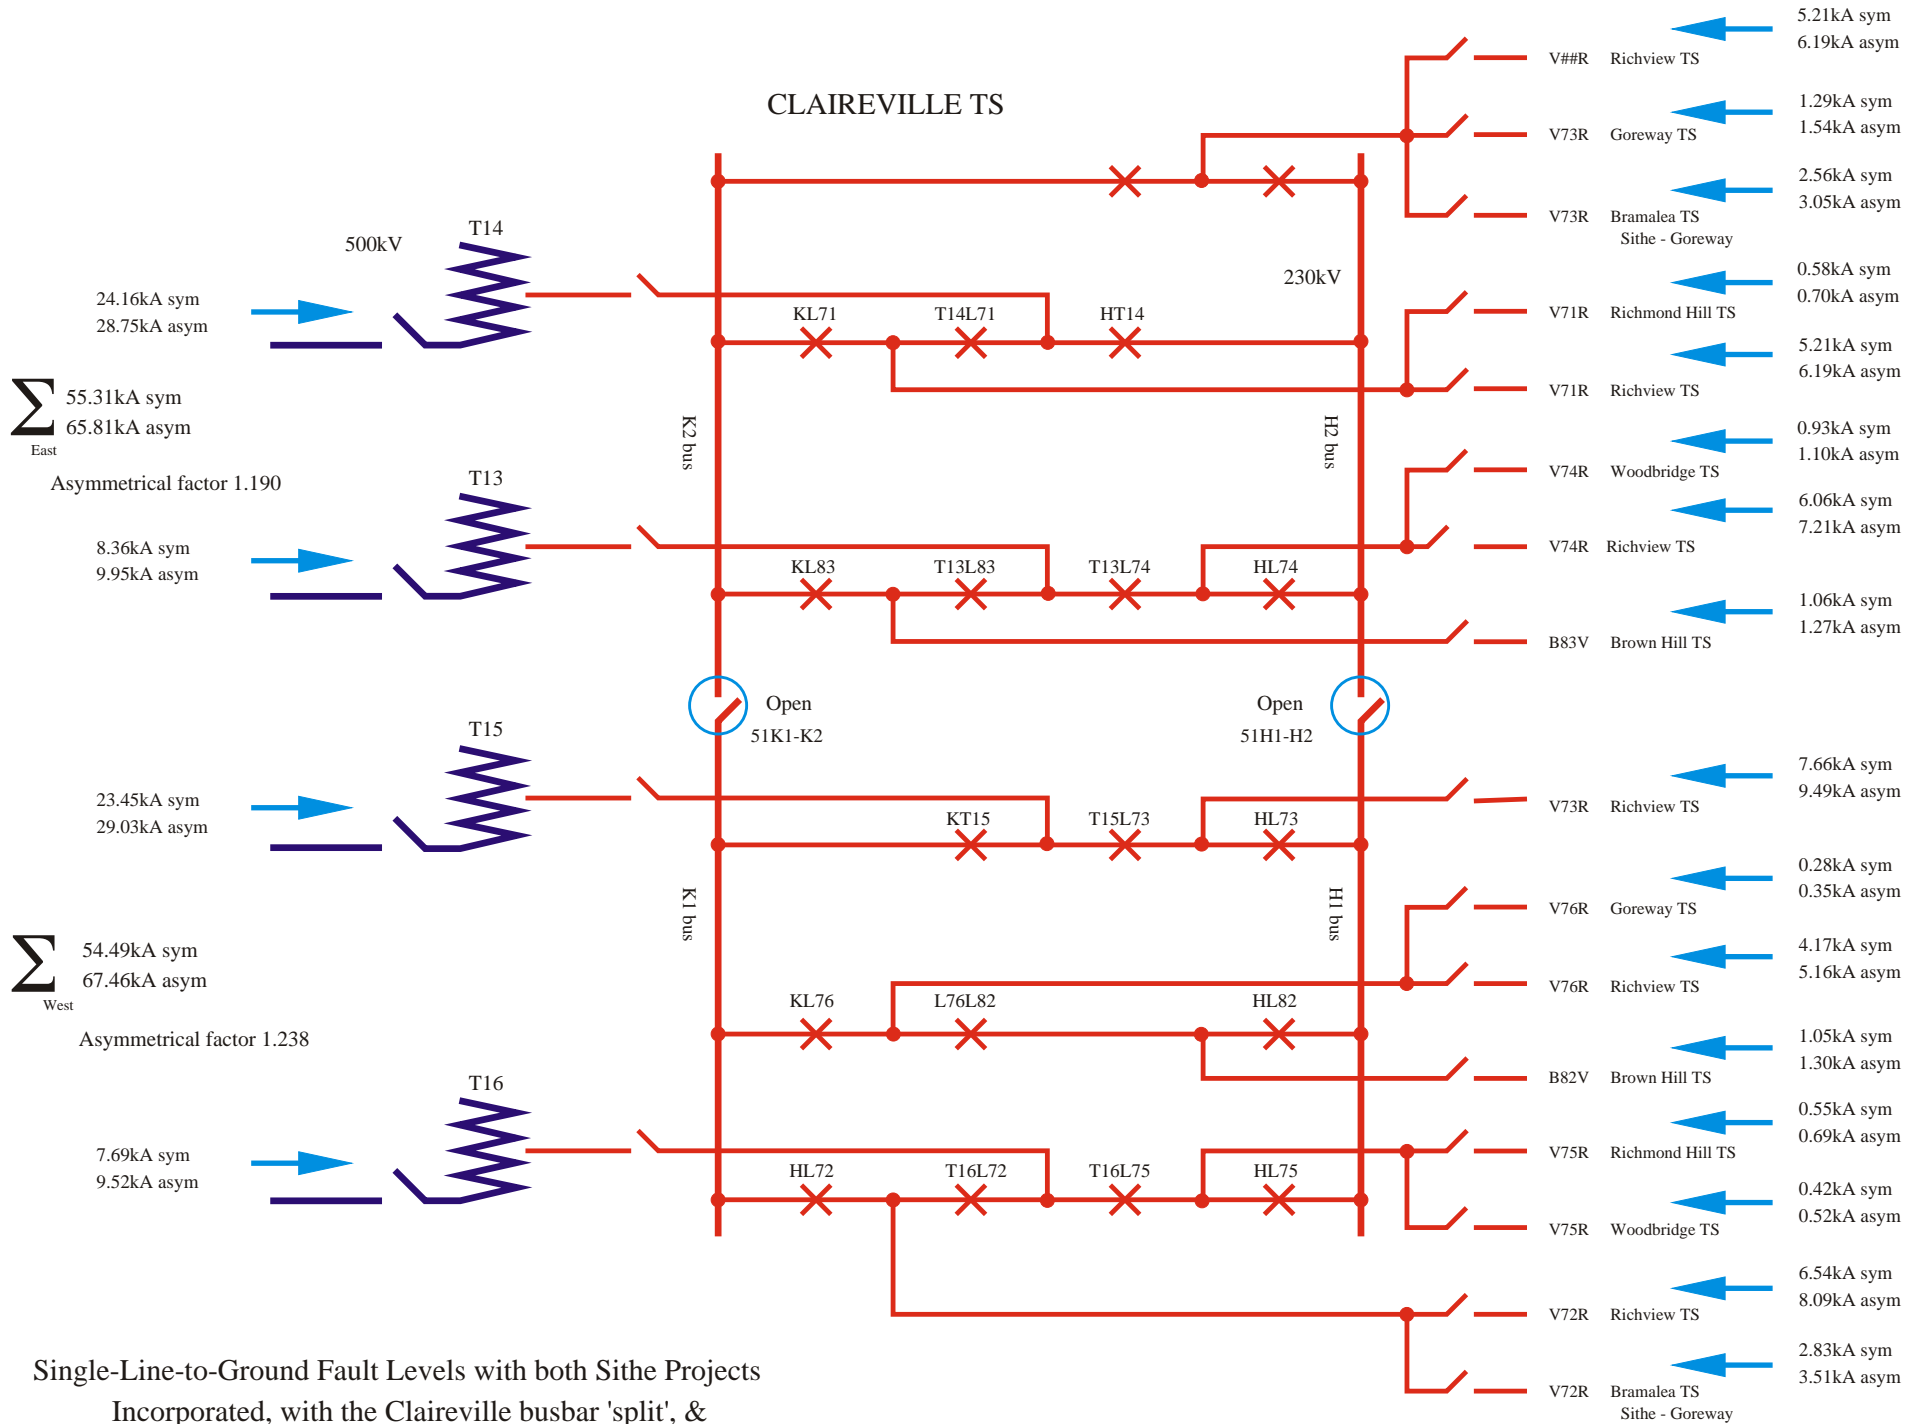 5.21kA sym
6.19kA asym
V##R Richview TS
CLAIREVILLE TS
1.29kA sym
1.54kA asym
V73R Goreway TS
2.56kA sym
3.05kA asym
V73R Bramalea TS
Sithe - Goreway
T14
500kV
230kV
0.58kA sym
0.70kA asym
24.16kA sym
28.75kA asym
KL71 T14L71 HT14
V71R Richmond Hill TS
5.21kA sym
6.19kA asym
V71R Richview TS
∑ 55.31kA sym
65.81kA asym
East
K2 bus
H2 bus
0.93kA sym
1.10kA asym
Asymmetrical factor 1.190
T13
V74R Woodbridge TS
6.06kA sym
7.21kA asym
8.36kA sym
9.95kA asym
V74R Richview TS
KL83 T13L83 T13L74 HL74
1.06kA sym
1.27kA asym
B83V Brown Hill TS
Open
51K1-K2
Open
51H1-H2
T15
7.66kA sym
9.49kA asym
23.45kA sym
29.03kA asym
V73R Richview TS
KT15 T15L73 HL73
0.28kA sym
0.35kA asym
K1 bus
H1 bus
V76R Goreway TS
∑ 54.49kA sym
67.46kA asym
West
4.17kA sym
5.16kA asym
V76R Richview TS
KL76 L76L82 HL82
Asymmetrical factor 1.238
1.05kA sym
1.30kA asym
B82V Brown Hill TS
T16
0.55kA sym
0.69kA asym
7.69kA sym
9.52kA asym
V75R Richmond Hill TS
HL72 T16L72 T16L75 HL75
0.42kA sym
0.52kA asym
V75R Woodbridge TS
6.54kA sym
8.09kA asym
V72R Richview TS
2.83kA sym
3.51kA asym
V72R Bramalea TS
Sithe - Goreway
Single-Line-to-Ground Fault Levels with both Sithe Projects
Incorporated, with the Claireville busbar 'split', &